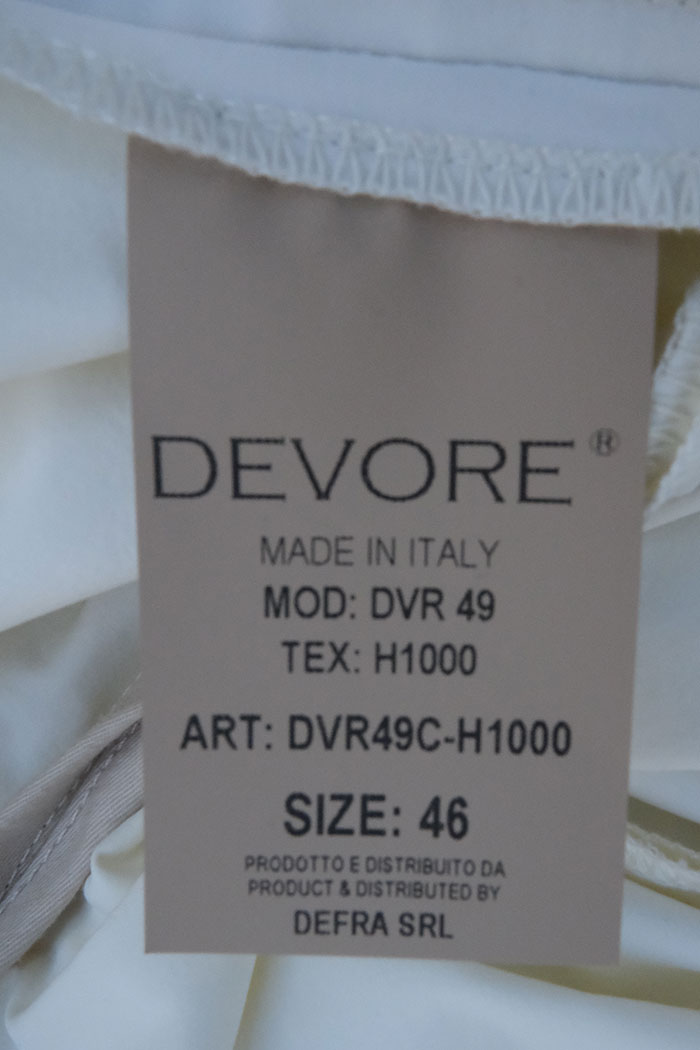 DEVORE®
MADE IN ITALY
MOD: DVR 49
TEX: H1000
ART: DVR49C-H1000
SIZE: 46
PRODOTTO E DISTRIBUITO DA
PRODUCT & DISTRIBUTED BY
DEFRA SRL